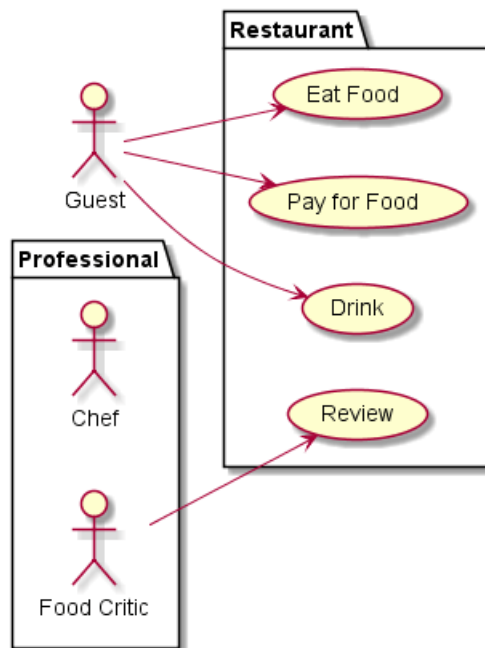 Restaurant
Eat Food
Guest
Pay for Food
Professional
Drink
Chef
Review
Food Critic